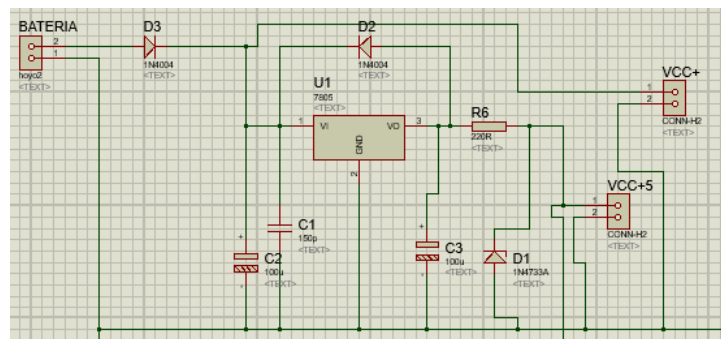 BATERIA
2
1
hoyo2
<TEXT>
D3
1N4004
<TEXT>
D2
1N4004
<TEXT>
U1
7805
<TEXT>
1
VI
VO
3
GND
2
R6
220R
<TEXT>
VCC+
1
2
CONN-H2
<TEXT>
VCC+5
1
2
CONN-H2
<TEXT>
C1
150p
<TEXT>
C2
100u
<TEXT>
C3
100u
<TEXT>
D1
1N4733A
<TEXT>